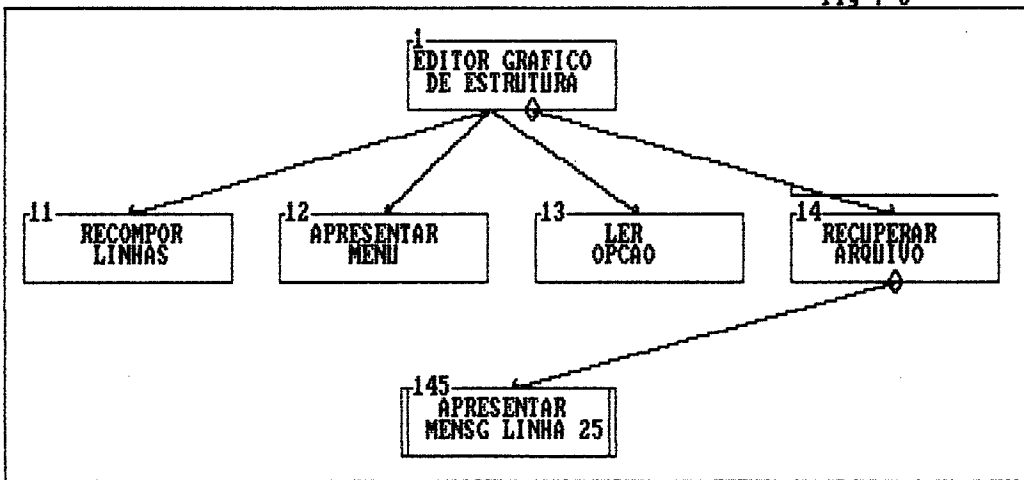 1
EDITOR GRAFICO
DE ESTRUTURA
11
RECOMPOR
LINHAS
12
APRESENTAR
MENU
13
LER
OPCAO
14
RECUPERAR
ARQUIVO
145
APRESENTAR
MENSG LINHA 25